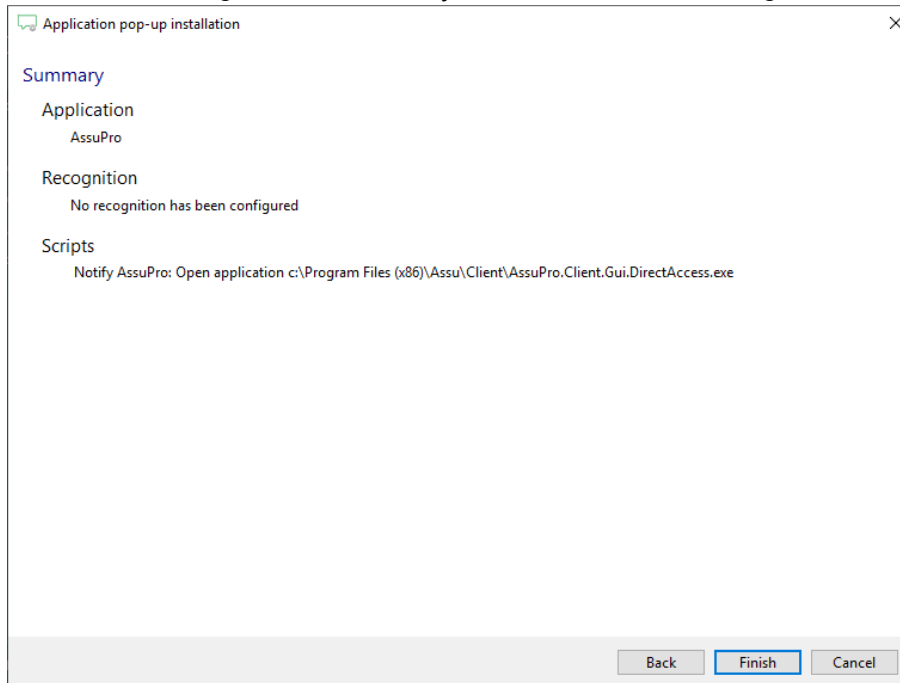 Application pop-up installation
Summary
Application
AssuPro
Recognition
No recognition has been configured
Scripts
Notify AssuPro: Open application c:\Program Files (x86)\Assu\Client\AssuPro.Client.Gui.DirectAccess.exe
Back Finish Cancel